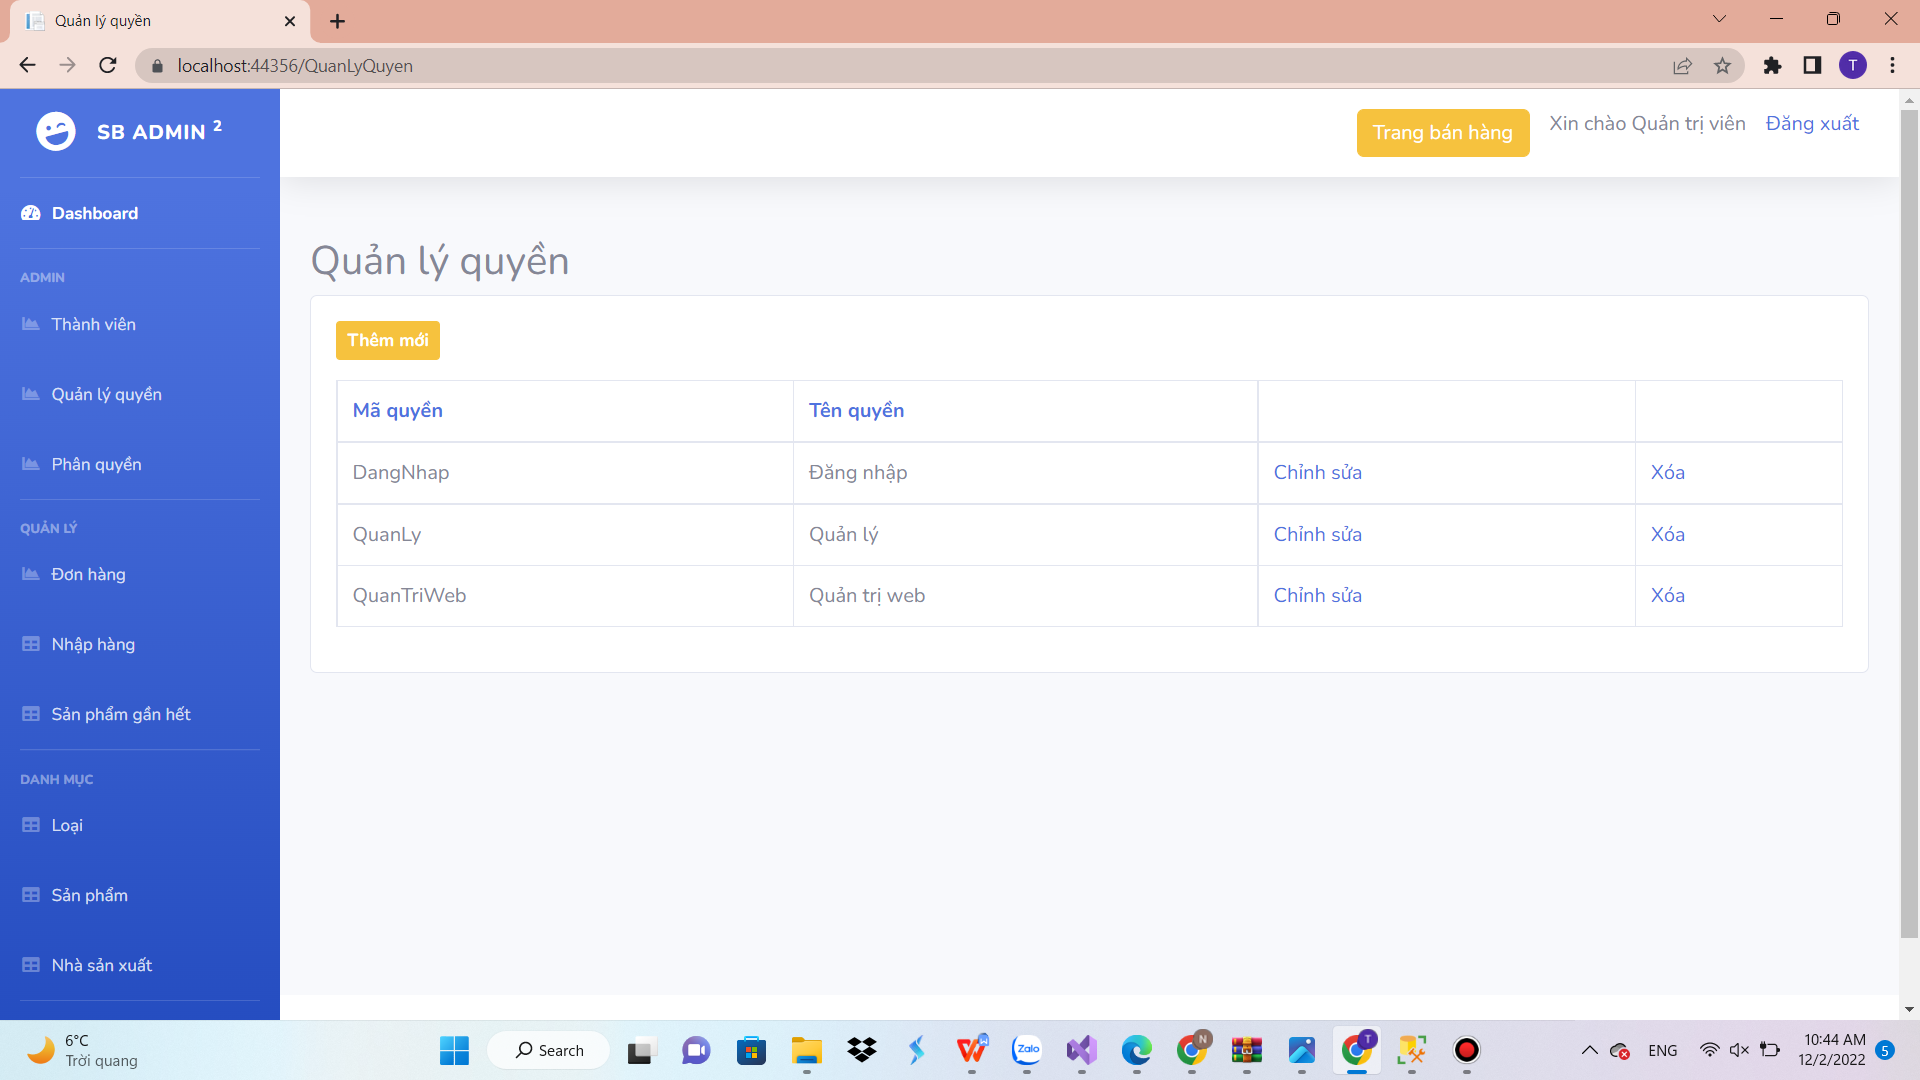 Quản lý quyền
localhost:44356/QuanLyQuyen
T
SB ADMIN 2
Trang bán hàng
Xin chào Quản trị viên
Đăng xuất
Dashboard
ADMIN
Thành viên
Quản lý quyền
Phân quyền
QUẢN LÝ
Đơn hàng
Nhập hàng
Sản phẩm gần hết
DANH MỤC
Loại
Sản phẩm
Nhà sản xuất
Quản lý quyền
Thêm mới
Mã quyền Tên quyền
DangNhap Đăng nhập Chỉnh sửa Xóa
QuanLy Quản lý Chỉnh sửa Xóa
QuanTriWeb Quản trị web Chỉnh sửa Xóa
6°C
Trời quang
Search
Zalo
N
T
ENG
10:44 AM
12/2/2022
5